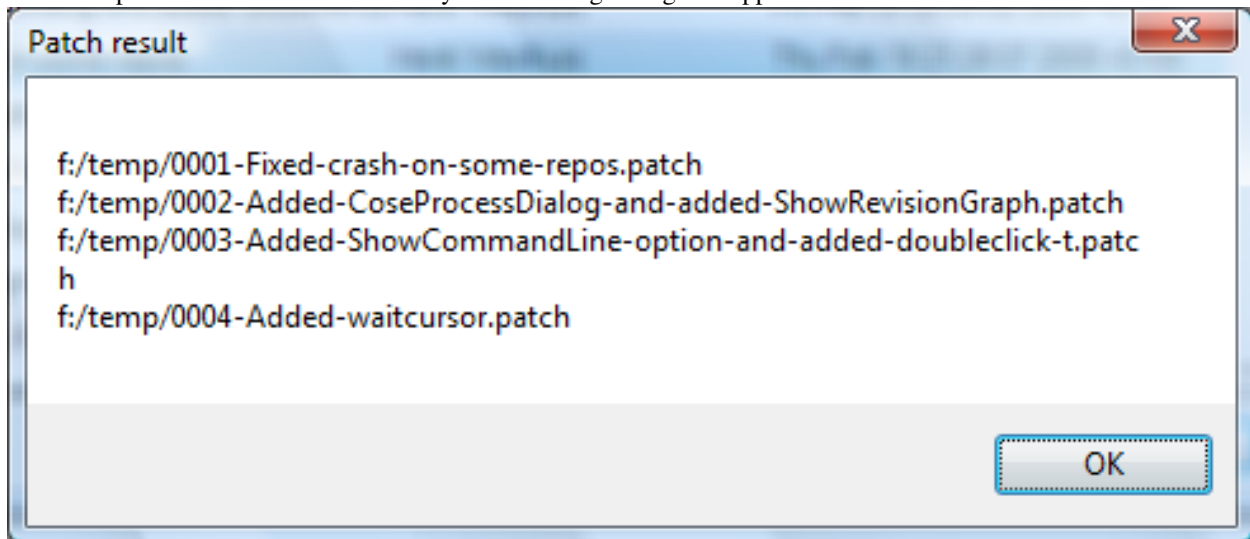 Patch result
f:/temp/0001-Fixed-crash-on-some-repos.patch
f:/temp/0002-Added-CoseProcessDialog-and-added-ShowRevisionGraph.patch
f:/temp/0003-Added-ShowCommandLine-option-and-added-doubleclick-t.patc
h
f:/temp/0004-Added-waitcursor.patch
OK